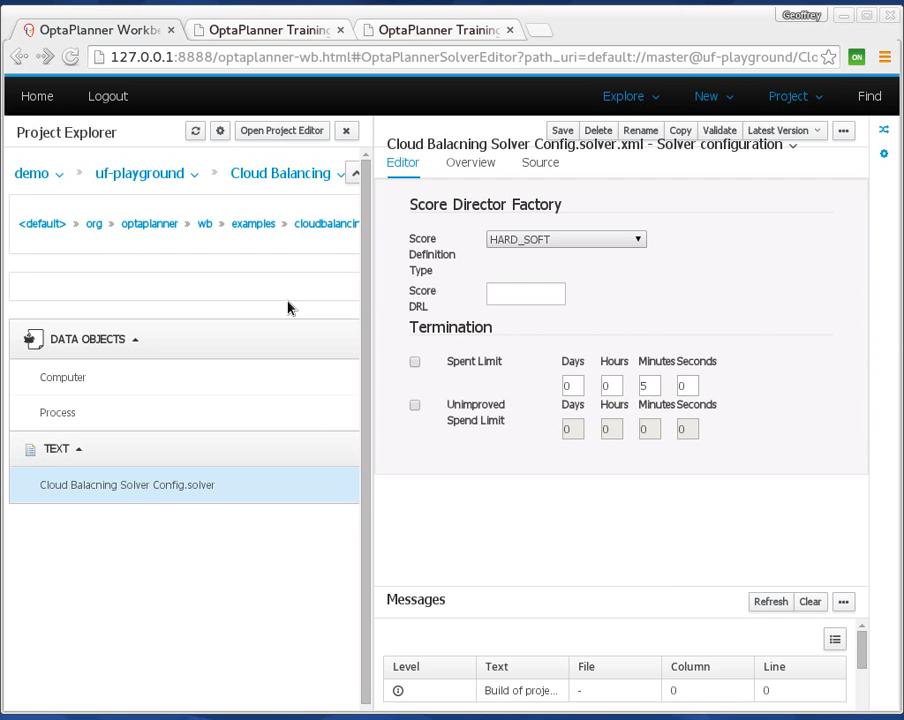 Geoffrey
OptaPlanner Workbe
OptaPlanner Training
OptaPlanner Training
127.0.0.1:8888/optaplanner-wb.html#OptaPlannerSolverEditor?path_uri=default://master@uf-playground/Clo
ON
Home Logout Explore New Project Find
Project Explorer
Open Project Editor
demo » uf-playground » Cloud Balancing
<default> » org » optaplanner » wb » examples » cloudbalancin
DATA OBJECTS
Computer
Process
TEXT
Cloud Balacning Solver Config.solver
Save Delete Rename Copy Validate Latest Version
Cloud Balacning Solver Config.solver.xml - Solver configuration
Editor Overview Source
Score Director Factory
Score Definition Type
HARD_SOFT
Score DRL
Termination
Spent Limit
Days Hours Minutes Seconds
0 0 5 0
Unimproved Spend Limit
Days Hours Minutes Seconds
0 0 0 0
Messages
Refresh Clear
Level Text File Column Line
Build of proje... - 0 0